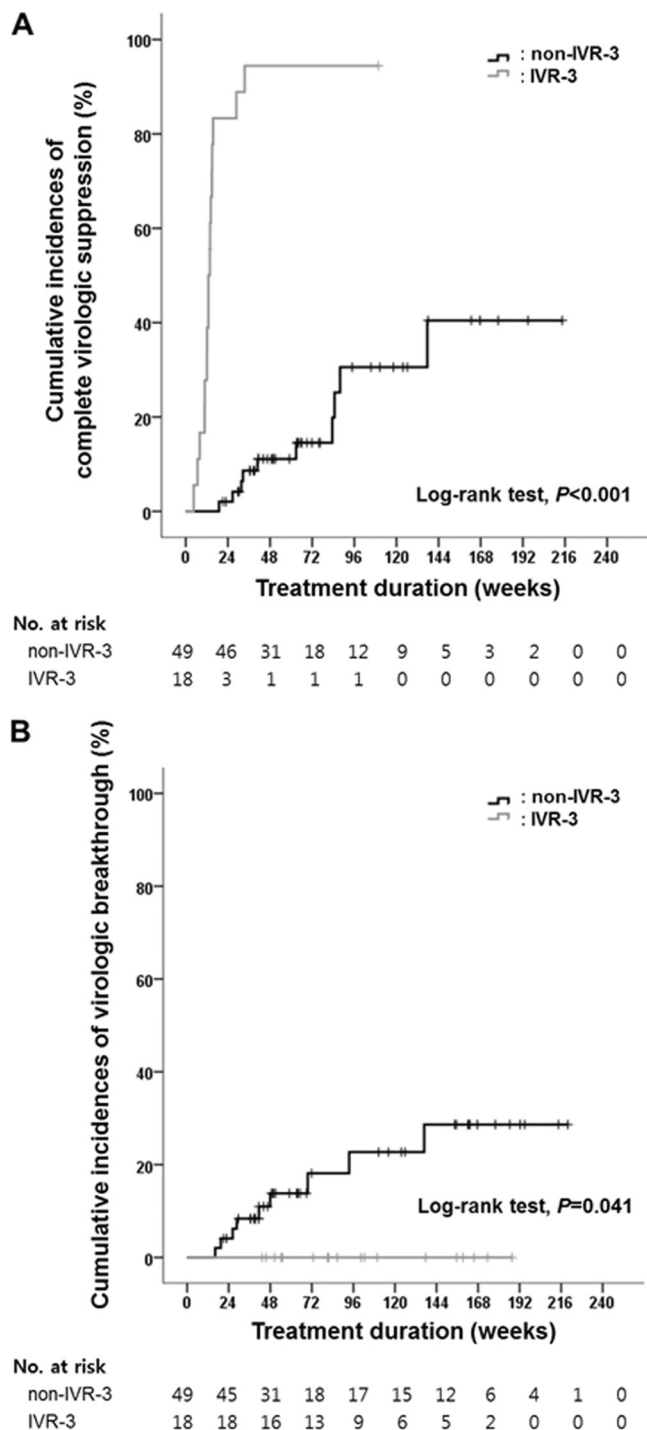 A
Cumulative incidences of
complete virologic suppression (%)
100
80
60
40
20
0
: non-IVR-3
: IVR-3
Log-rank test, P<0.001
0 24 48 72 96 120 144 168 192 216 240
Treatment duration (weeks)
No. at risk
non-IVR-3 49 46 31 18 12 9 5 3 2 0 0
IVR-3 18 3 1 1 1 0 0 0 0 0 0
B
Cumulative incidences of virologic breakthrough (%)
100
80
60
40
20
0
: non-IVR-3
: IVR-3
Log-rank test, P=0.041
0 24 48 72 96 120 144 168 192 216 240
Treatment duration (weeks)
No. at risk
non-IVR-3 49 45 31 18 17 15 12 6 4 1 0
IVR-3 18 18 16 13 9 6 5 2 0 0 0